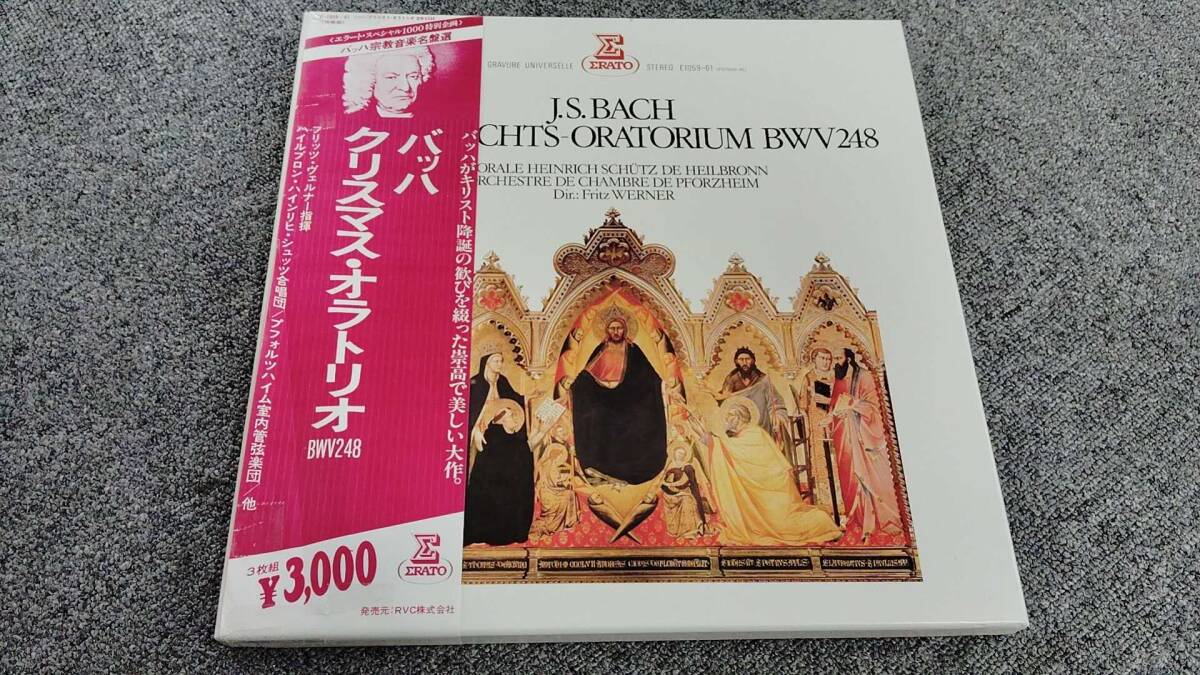 〈エラート・スペシャル1000特別企画〉
バッハ宗教音楽名盤選
バッハがキリスト降誕の歓びを綴った崇高で美しい大作。
バッハ
クリスマス・オラトリオ
BWV248
フリッツ・ヴェルナー指揮
ハイルブロン・ハインリヒ・シュッツ合唱団/プフォルツハイム室内管弦楽団/他
3枚組
¥3,000
Σ
ERATO
発売元:RVC株式会社
Σ
ERATO
GRAVURE UNIVERSELLE
STEREO E1059-61
J.S.BACH
CHTS-ORATORIUM BWV248
ORALE HEINRICH SCHÜTZ DE HEILBRONN
RCHESTRE DE CHAMBRE DE PFORZHEIM
Dir.: Fritz WERNER